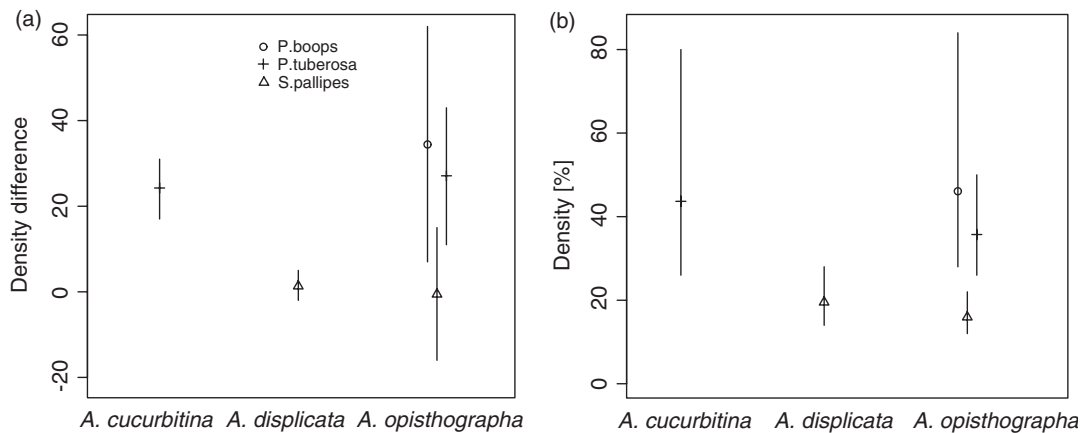 (a)
Density difference
60
40
20
0
-20
P.boops
P.tuberosa
S.pallipes
A. cucurbitina A. displicata A. opisthographa
(b)
Density [%]
80
60
40
20
0
A. cucurbitina A. displicata A. opisthographa